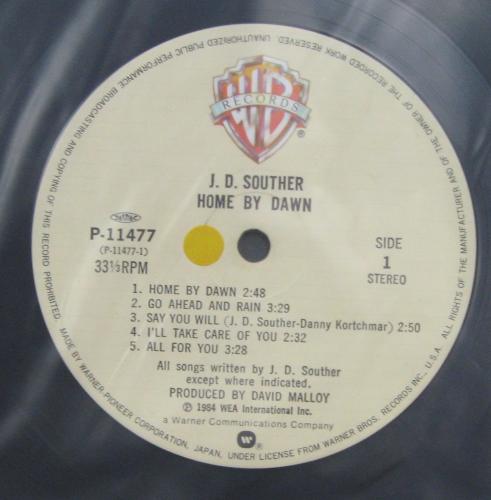 UNAUTHORIZED PUBLIC PERFORMANCE BROADCASTING AND COPYING OF THIS RECORD PROHIBITED.
ALL RIGHTS OF THE MANUFACTURER AND OF THE OWNER OF THE RECORDED WORK RESERVED.
WB
RECORDS
®
J. D. SOUTHER
HOME BY DAWN
P-11477
(P-11477-1)
33⅓RPM
SIDE
1
STEREO
1. HOME BY DAWN 2:48
2. GO AHEAD AND RAIN 3:29
3. SAY YOU WILL (J. D. Souther-Danny Kortchmar) 2:50
4. I'LL TAKE CARE OF YOU 2:32
5. ALL FOR YOU 3:28
All songs written by J. D. Souther
except where indicated.
PRODUCED BY DAVID MALLOY
Ⓟ 1984 WEA International Inc.
a Warner Communications Company
MADE BY WARNER-PIONEER CORPORATION, JAPAN, UNDER LICENSE FROM WARNER BROS. RECORDS INC., U.S.A.